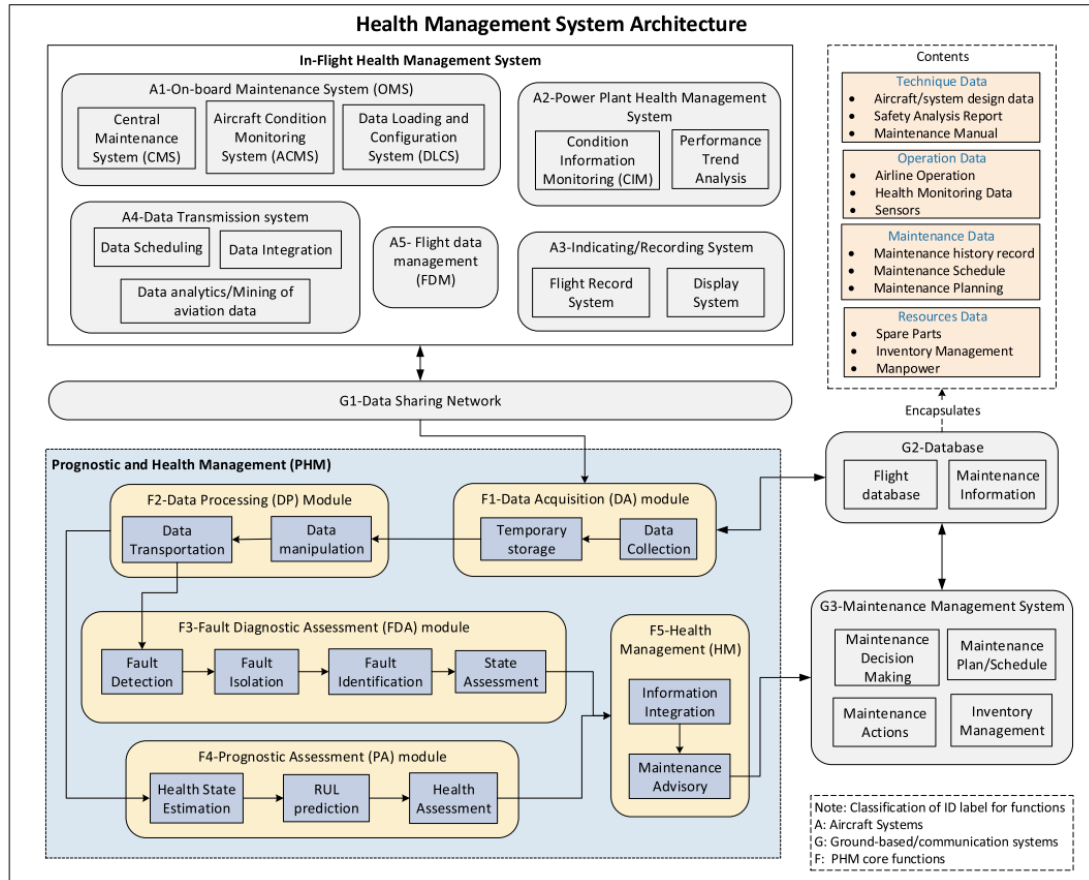 Health Management System Architecture
In-Flight Health Management System
A1-On-board Maintenance System (OMS)
Central
Maintenance
System (CMS)
Aircraft Condition
Monitoring
System (ACMS)
Data Loading and
Configuration
System (DLCS)
A2-Power Plant Health Management
System
Condition
Information
Monitoring (CIM)
Performance
Trend
Analysis
A4-Data Transmission system
Data Scheduling
Data Integration
Data analytics/Mining of
aviation data
A5- Flight data
management
(FDM)
A3-Indicating/Recording System
Flight Record
System
Display
System
Contents
Technique Data
• Aircraft/system design data
• Safety Analysis Report
• Maintenance Manual
Operation Data
• Airline Operation
• Health Monitoring Data
• Sensors
Maintenance Data
• Maintenance history record
• Maintenance Schedule
• Maintenance Planning
Resources Data
• Spare Parts
• Inventory Management
• Manpower
Encapsulates
G1-Data Sharing Network
G2-Database
Flight
database
Maintenance
Information
Prognostic and Health Management (PHM)
F2-Data Processing (DP) Module
Data
Transportation
Data
manipulation
F1-Data Acquisition (DA) module
Temporary
storage
Data
Collection
F3-Fault Diagnostic Assessment (FDA) module
Fault
Detection
Fault
Isolation
Fault
Identification
State
Assessment
F4-Prognostic Assessment (PA) module
Health State
Estimation
RUL
prediction
Health
Assessment
F5-Health
Management (HM)
Information
Integration
Maintenance
Advisory
G3-Maintenance Management System
Maintenance
Decision
Making
Maintenance
Plan/Schedule
Maintenance
Actions
Inventory
Management
Note: Classification of ID label for functions
A: Aircraft Systems
G: Ground-based/communication systems
F: PHM core functions